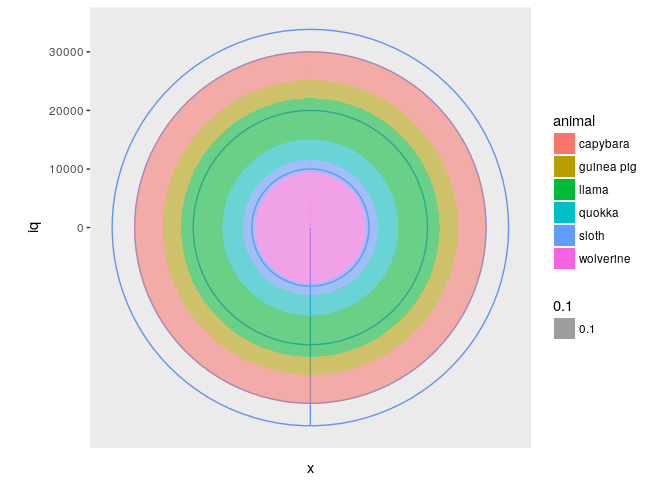 30000
20000
10000
0
iq
x
animal
capybara
guinea pig
llama
quokka
sloth
wolverine
0.1
0.1